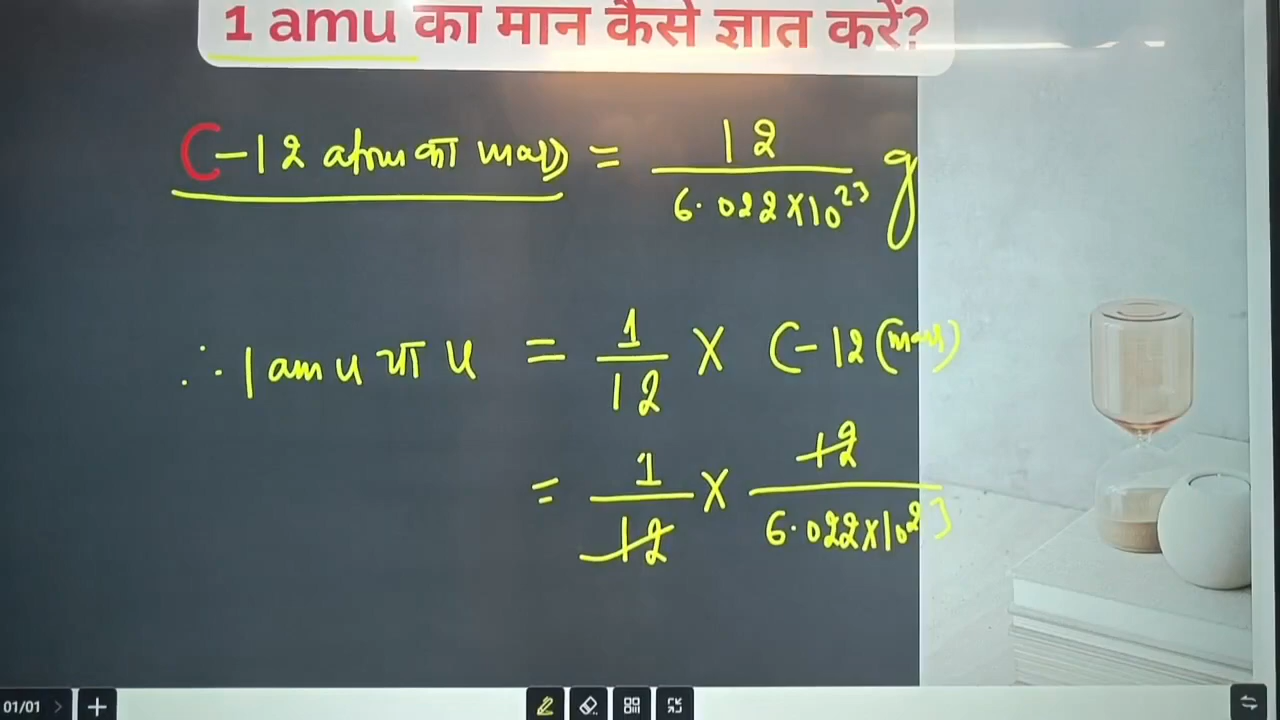 1 amu का मान कैसे ज्ञात करें?
C-12 atom का mass = 12 / 6.022×10²³ g
∴ 1 amu या u = 1/12 × C-12 (mass)
= 1/12 × 12 / 6.022×10²³
01/01 > +